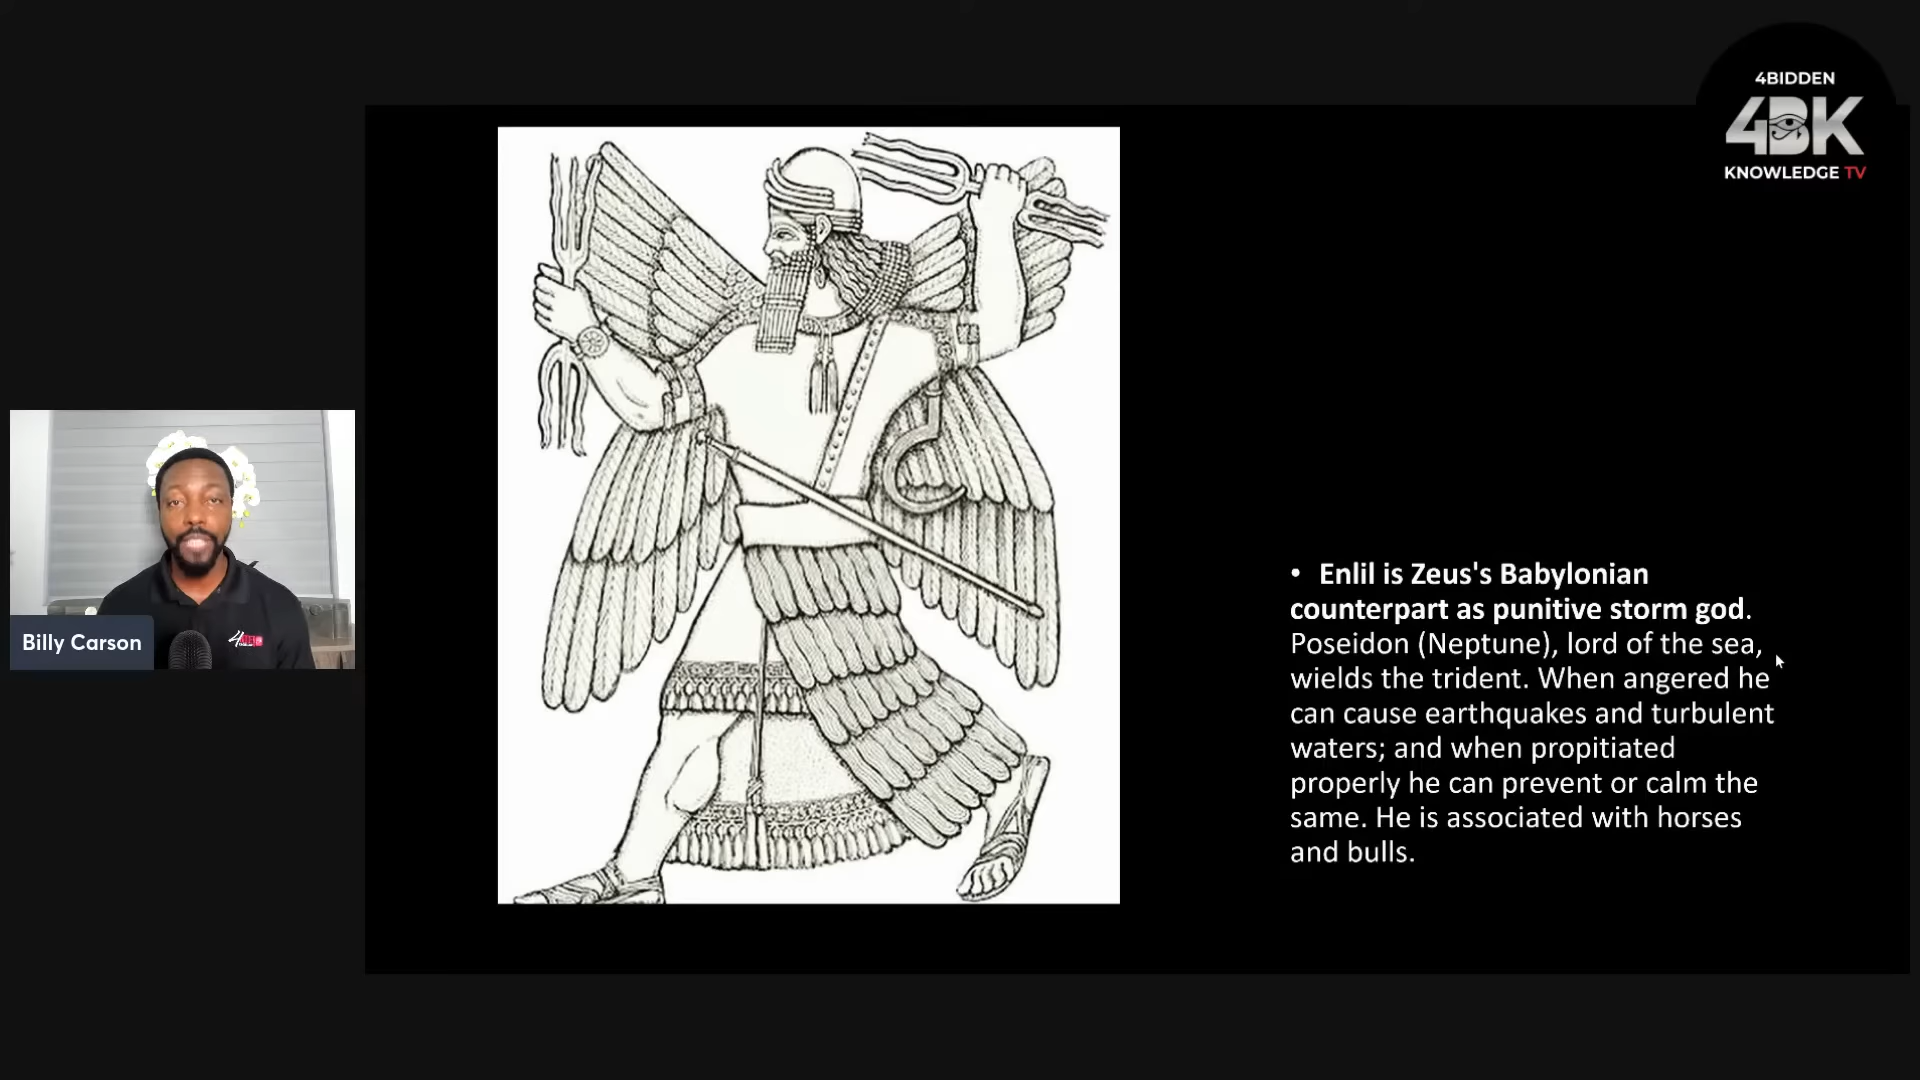 4BIDDEN
4BK
KNOWLEDGE TV
Billy Carson
• Enlil is Zeus's Babylonian
counterpart as punitive storm god.
Poseidon (Neptune), lord of the sea,
wields the trident. When angered he
can cause earthquakes and turbulent
waters; and when propitiated
properly he can prevent or calm the
same. He is associated with horses
and bulls.